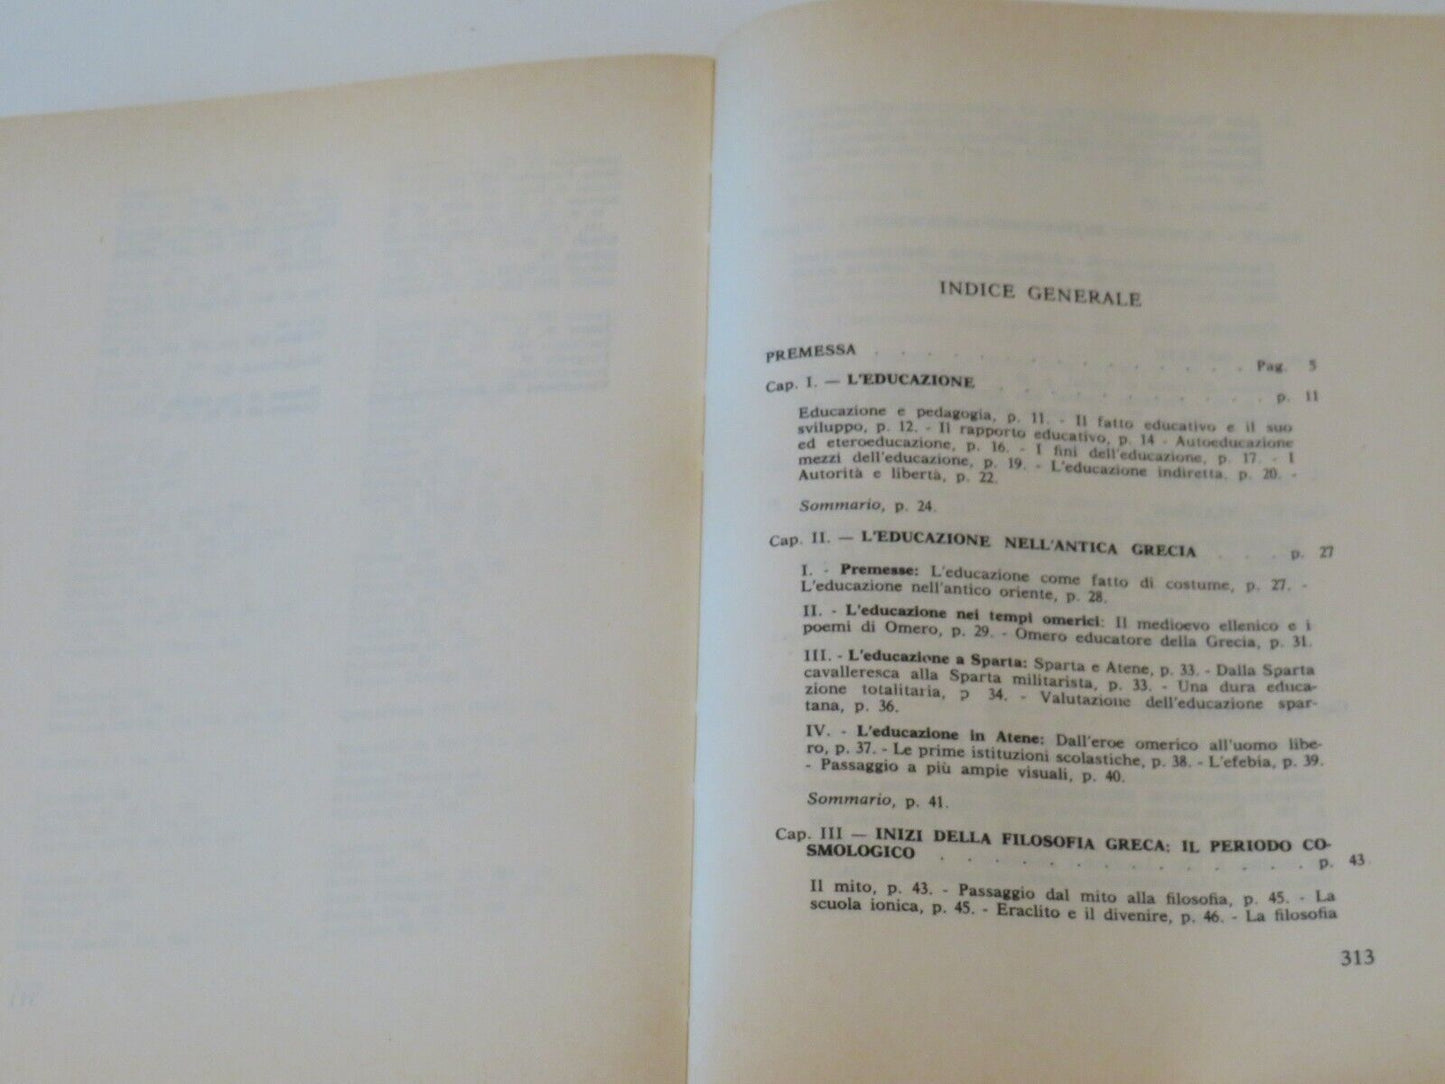 INDICE GENERALE
PREMESSA . . . . . . . . . . . . . Pag. 5
Cap. I. — L'EDUCAZIONE . . . . . . . . . . . p. 11
Educazione e pedagogia, p. 11. - Il fatto educativo e il suo
sviluppo, p. 12. - Il rapporto educativo, p. 14 - Autoeducazione
ed eteroeducazione, p. 16. - I fini dell'educazione, p. 17. - I
mezzi dell'educazione, p. 19. - L'educazione indiretta, p. 20. -
Autorità e libertà, p. 22.
Sommario, p. 24.
Cap. II. — L'EDUCAZIONE NELL'ANTICA GRECIA . . . . p. 27
I. - Premesse: L'educazione come fatto di costume, p. 27. -
L'educazione nell'antico oriente, p. 28.
II. - L'educazione nei tempi omerici: Il medioevo ellenico e i
poemi di Omero, p. 29. - Omero educatore della Grecia, p. 31.
III. - L'educazione a Sparta: Sparta e Atene, p. 33. - Dalla Sparta
cavalleresca alla Sparta militarista, p. 33. - Una dura educa-
zione totalitaria, p 34. - Valutazione dell'educazione spar-
tana, p. 36.
IV. - L'educazione in Atene: Dall'eroe omerico all'uomo libe-
ro, p. 37. - Le prime istituzioni scolastiche, p. 38. - L'efebia, p. 39.
- Passaggio a più ampie visuali, p. 40.
Sommario, p. 41.
Cap. III — INIZI DELLA FILOSOFIA GRECA: IL PERIODO CO-
SMOLOGICO . . . . . . . . . . . . . . p. 43
Il mito, p. 43. - Passaggio dal mito alla filosofia, p. 45. - La
scuola ionica, p. 45. - Eraclito e il divenire, p. 46. - La filosofia
313